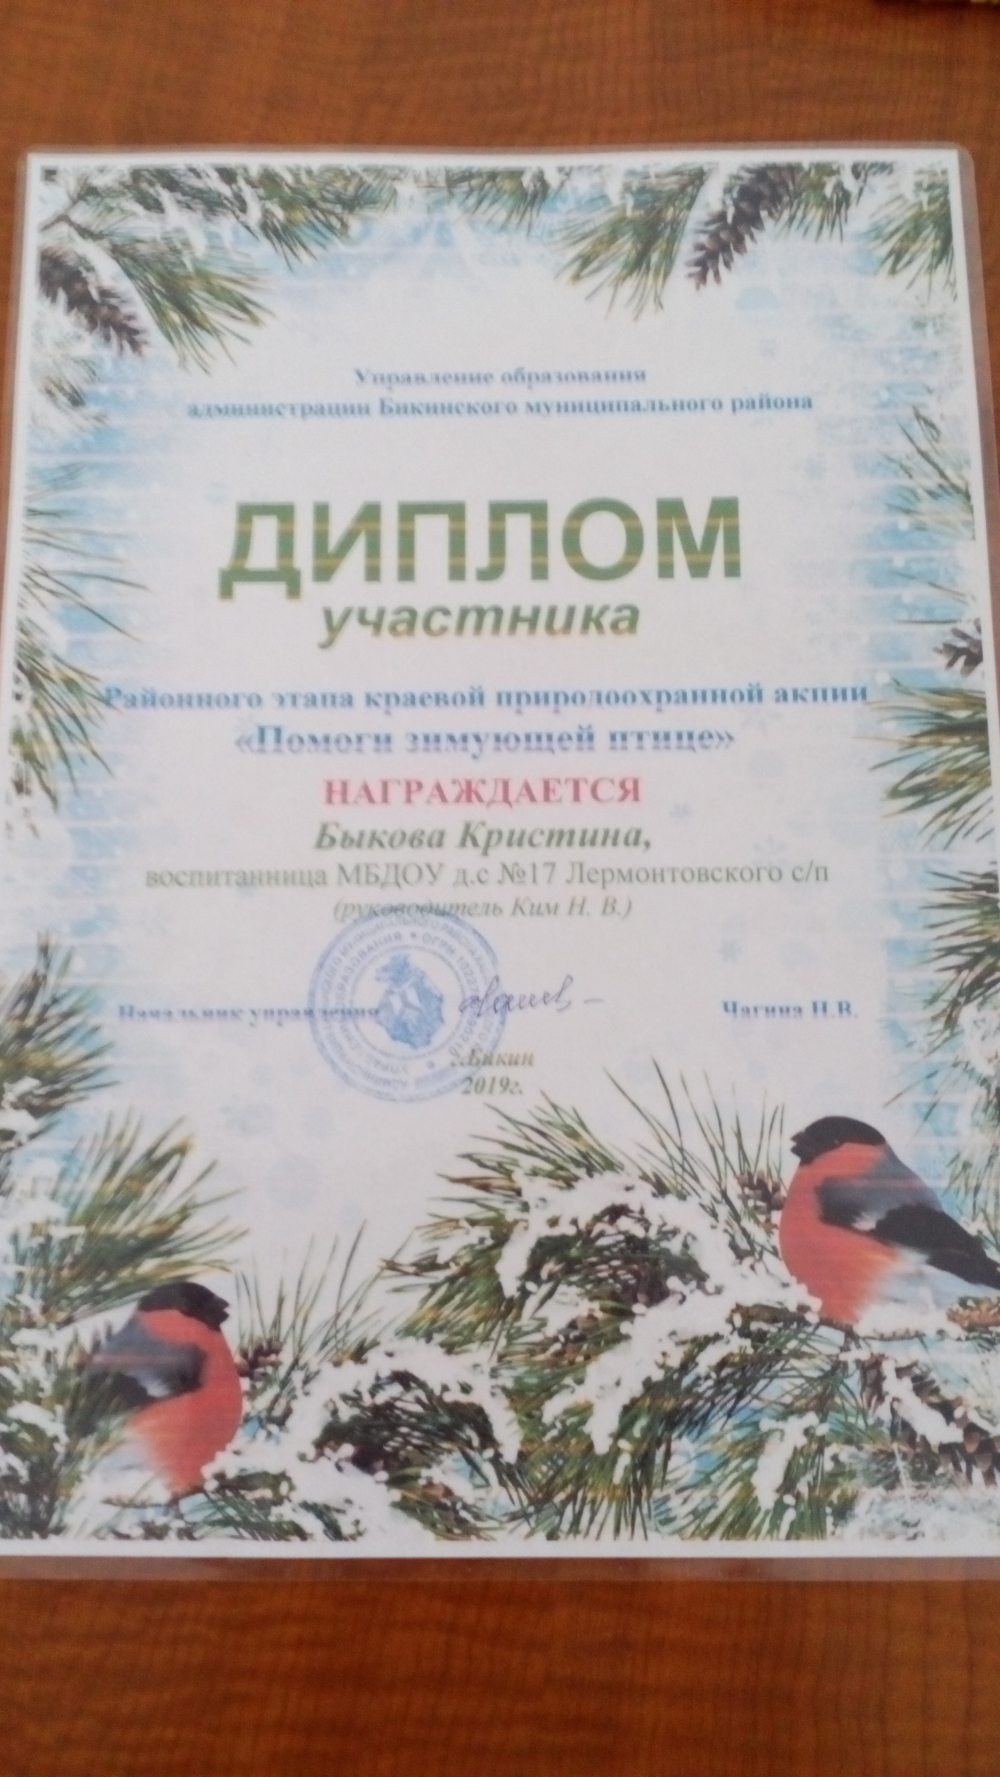 Управление образования
администрации Бикинского муниципального района
ДИПЛОМ
участника
Районного этапа краевой природоохранной акции
«Помоги зимующей птице»
НАГРАЖДАЕТСЯ
Быкова Кристина,
воспитанница МБДОУ д.с №17 Лермонтовского с/п
(руководитель Ким Н. В.)
Начальник управления Чагина Н.В.
г.Бикин
2019г.